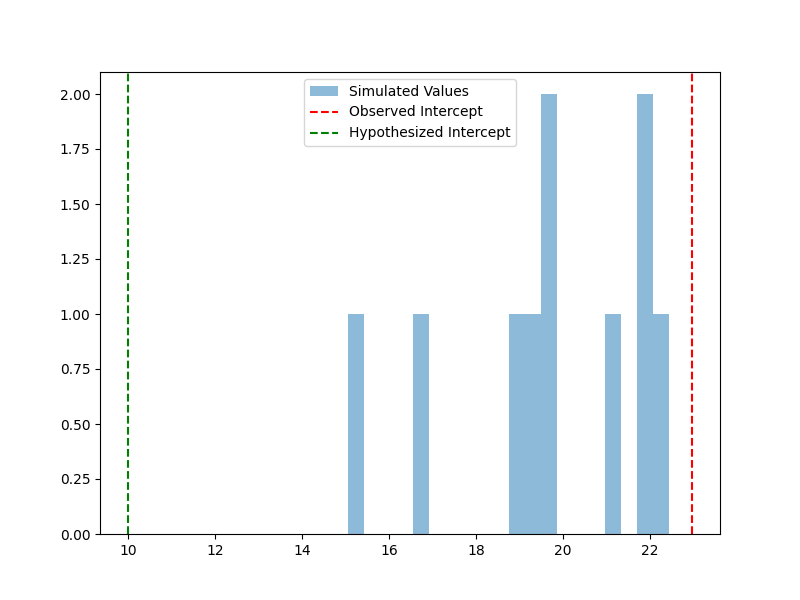 2.00
1.75
1.50
1.25
1.00
0.75
0.50
0.25
0.00
Simulated Values
Observed Intercept
Hypothesized Intercept
10 12 14 16 18 20 22